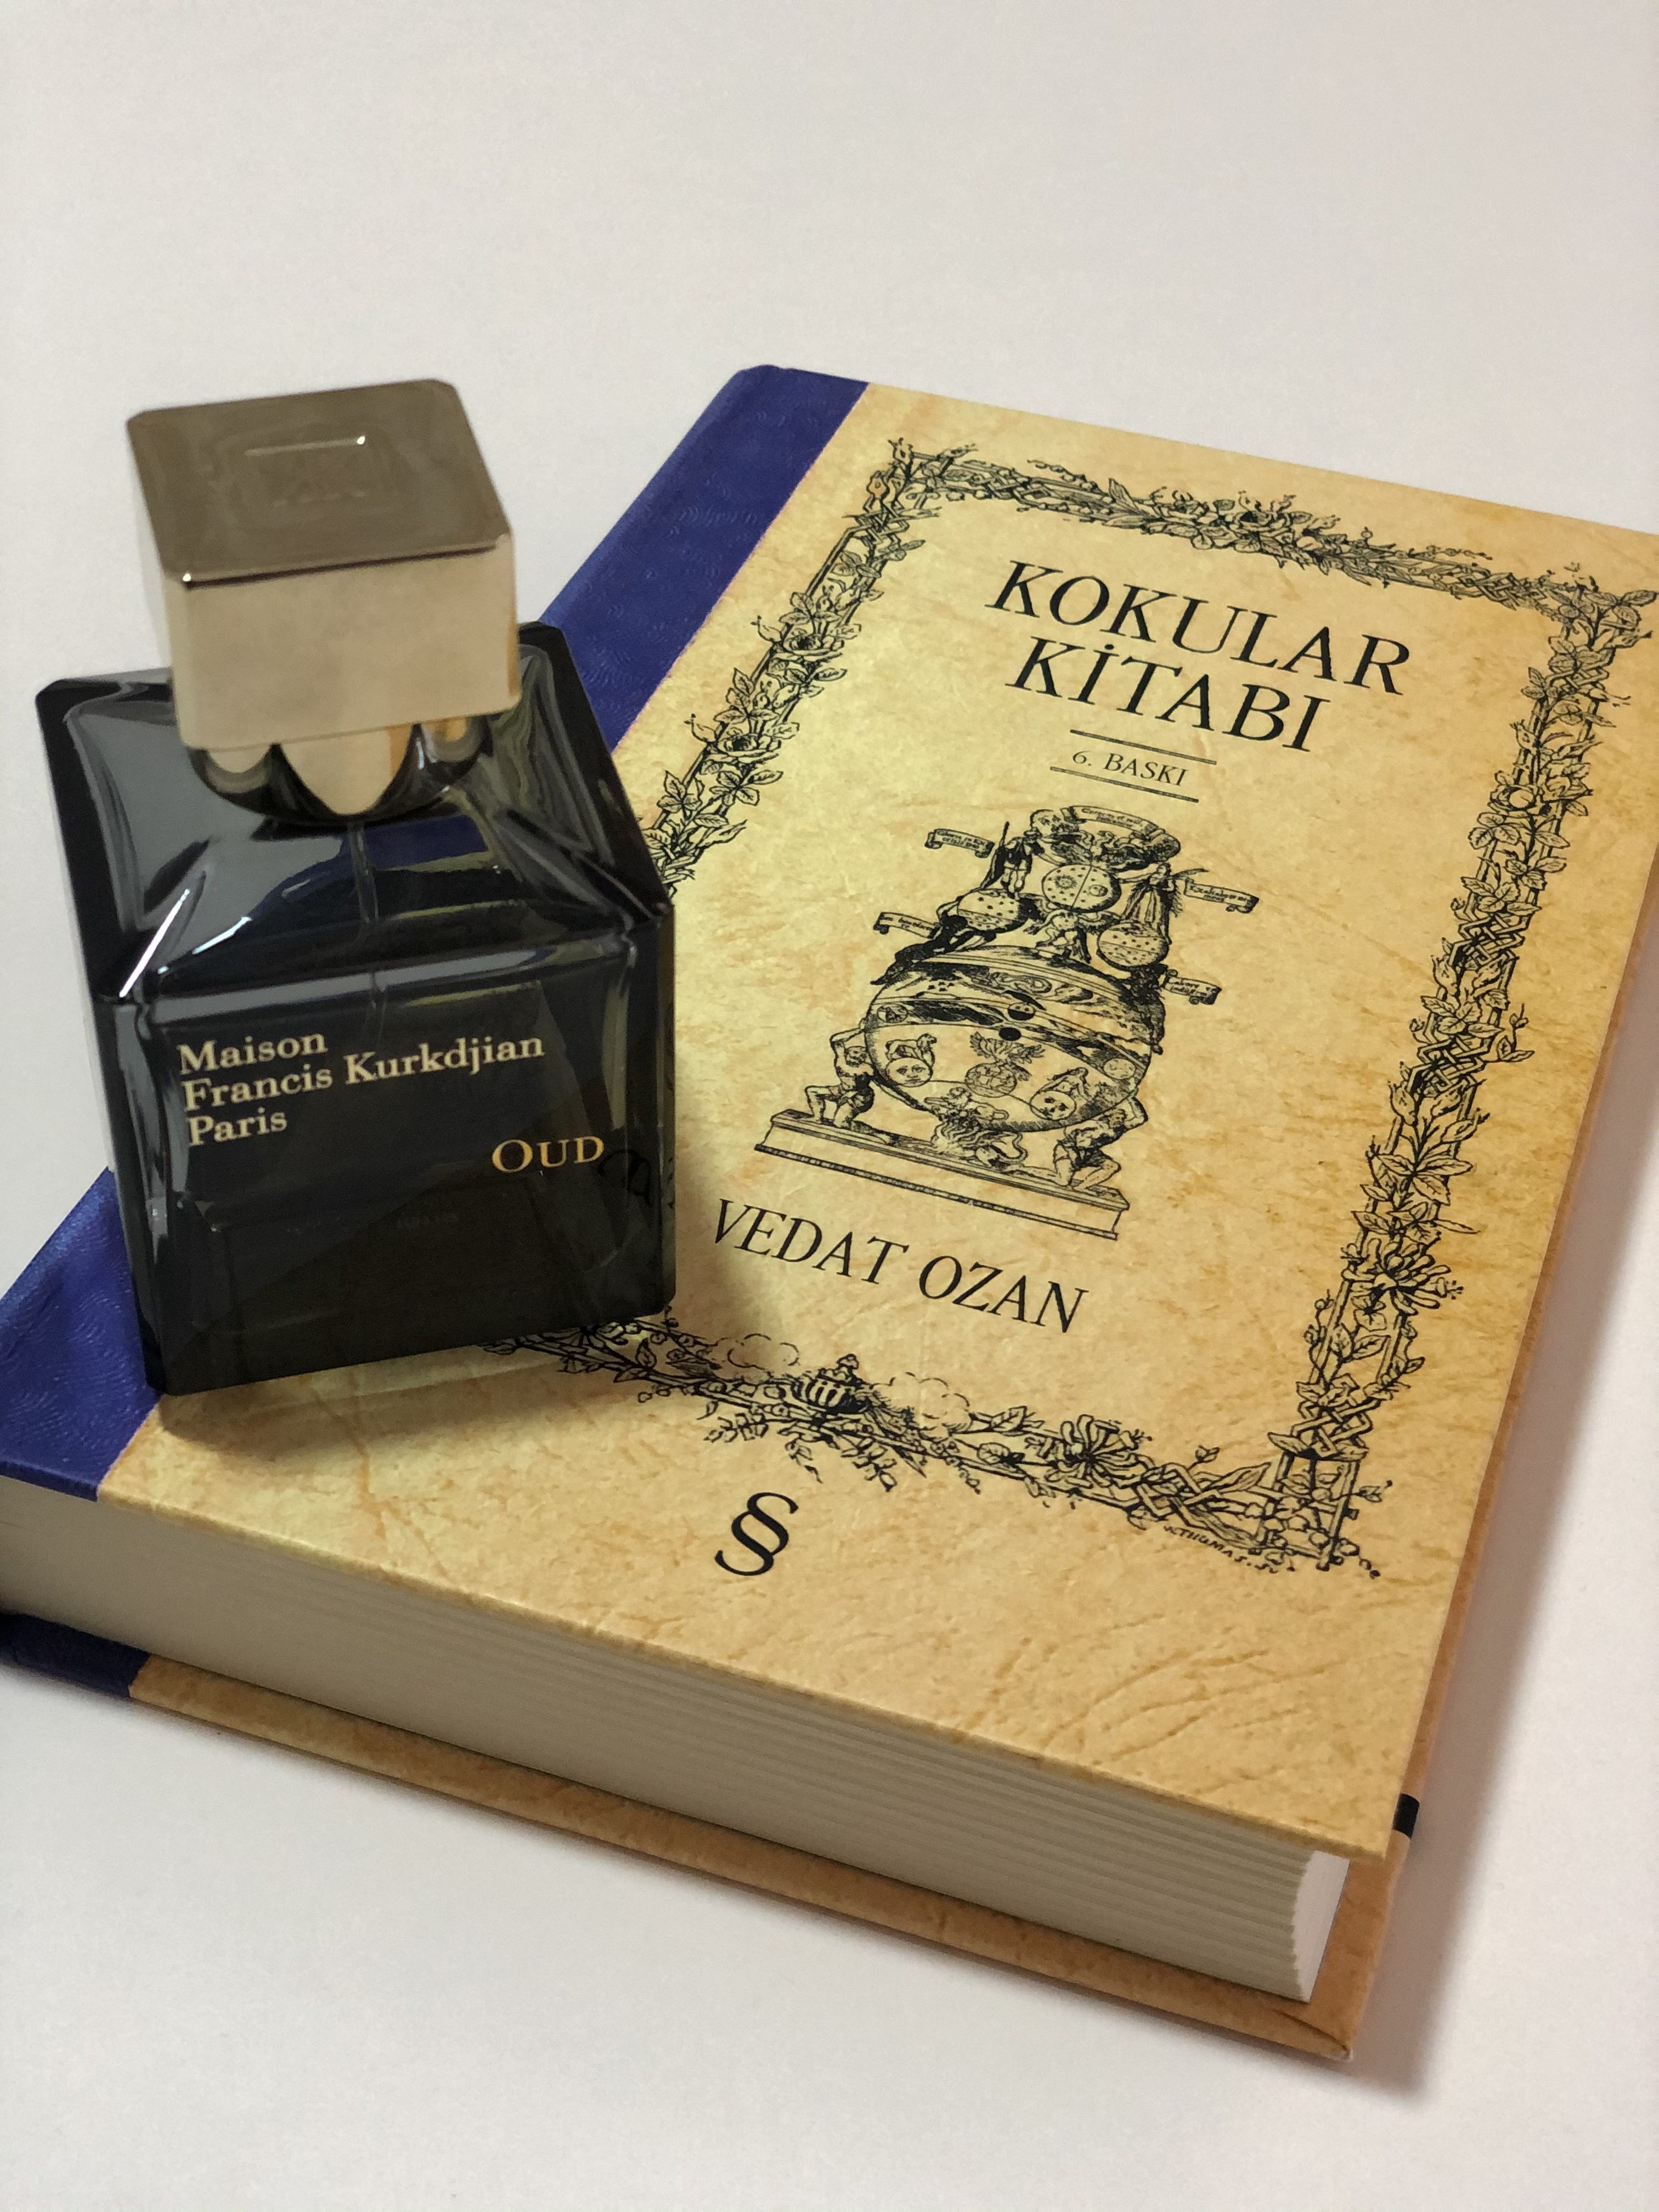 Maison
Francis Kurkdjian
Paris
OUD
KOKULAR
KİTABI
6. BASKI
VEDAT OZAN
§